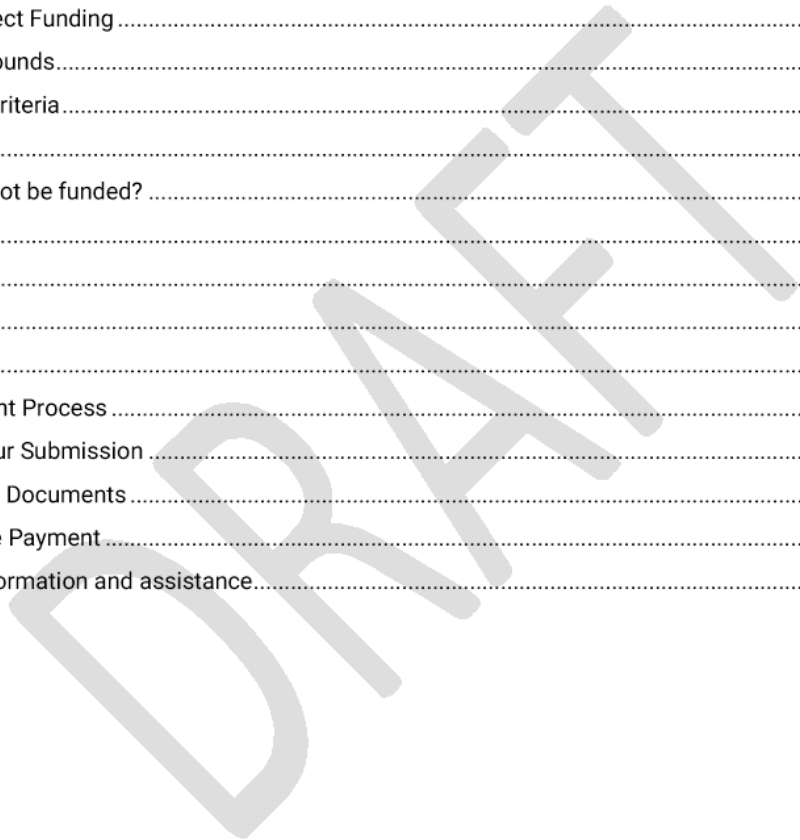 ect Funding ....................
ounds....................
riteria....................
....................
ot be funded? ....................
....................
....................
....................
....................
nt Process ....................
ur Submission ....................
Documents ....................
e Payment ....................
ormation and assistance....................
DRAFT